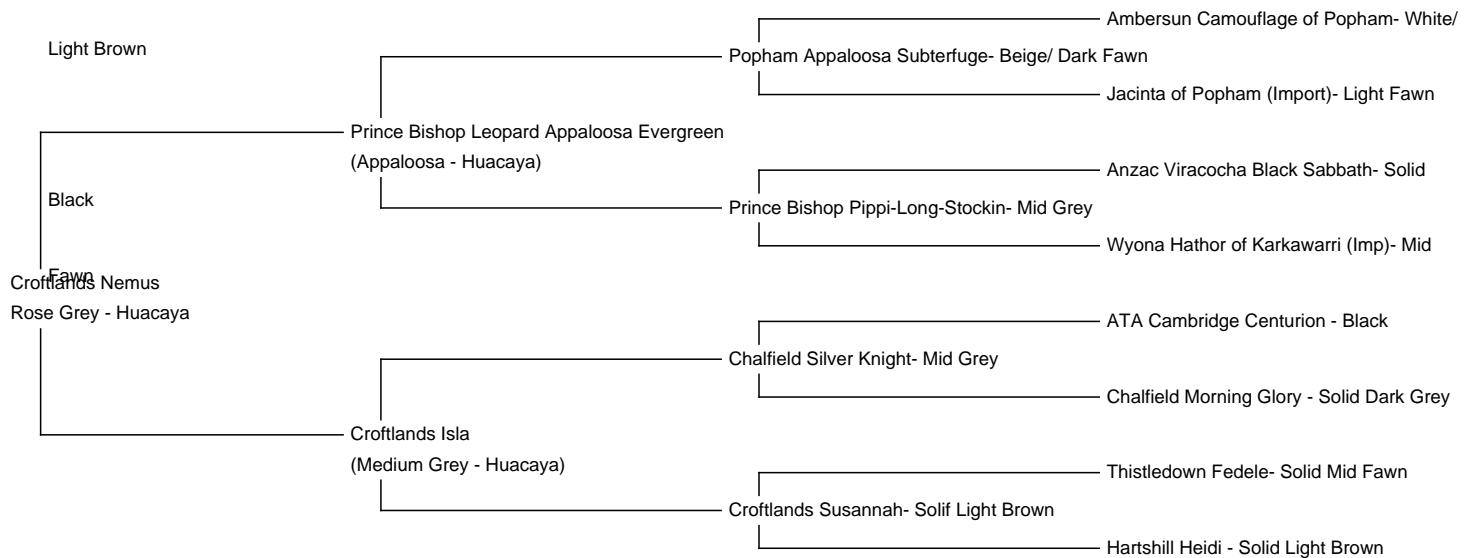 Ambersun Camouflage of Popham- White/
Light Brown
Popham Appaloosa Subterfuge- Beige/ Dark Fawn
Jacinta of Popham (Import)- Light Fawn
Prince Bishop Leopard Appaloosa Evergreen
(Appaloosa - Huacaya)
Anzac Viracocha Black Sabbath- Solid
Black
Prince Bishop Pippi-Long-Stockin- Mid Grey
Wyona Hathor of Karkawarri (Imp)- Mid
Fawn
Croftlands Nemus
Rose Grey - Huacaya
ATA Cambridge Centurion - Black
Chalfield Silver Knight- Mid Grey
Chalfield Morning Glory - Solid Dark Grey
Croftlands Isla
(Medium Grey - Huacaya)
Thistledown Fedele- Solid Mid Fawn
Croftlands Susannah- Solif Light Brown
Hartshill Heidi - Solid Light Brown